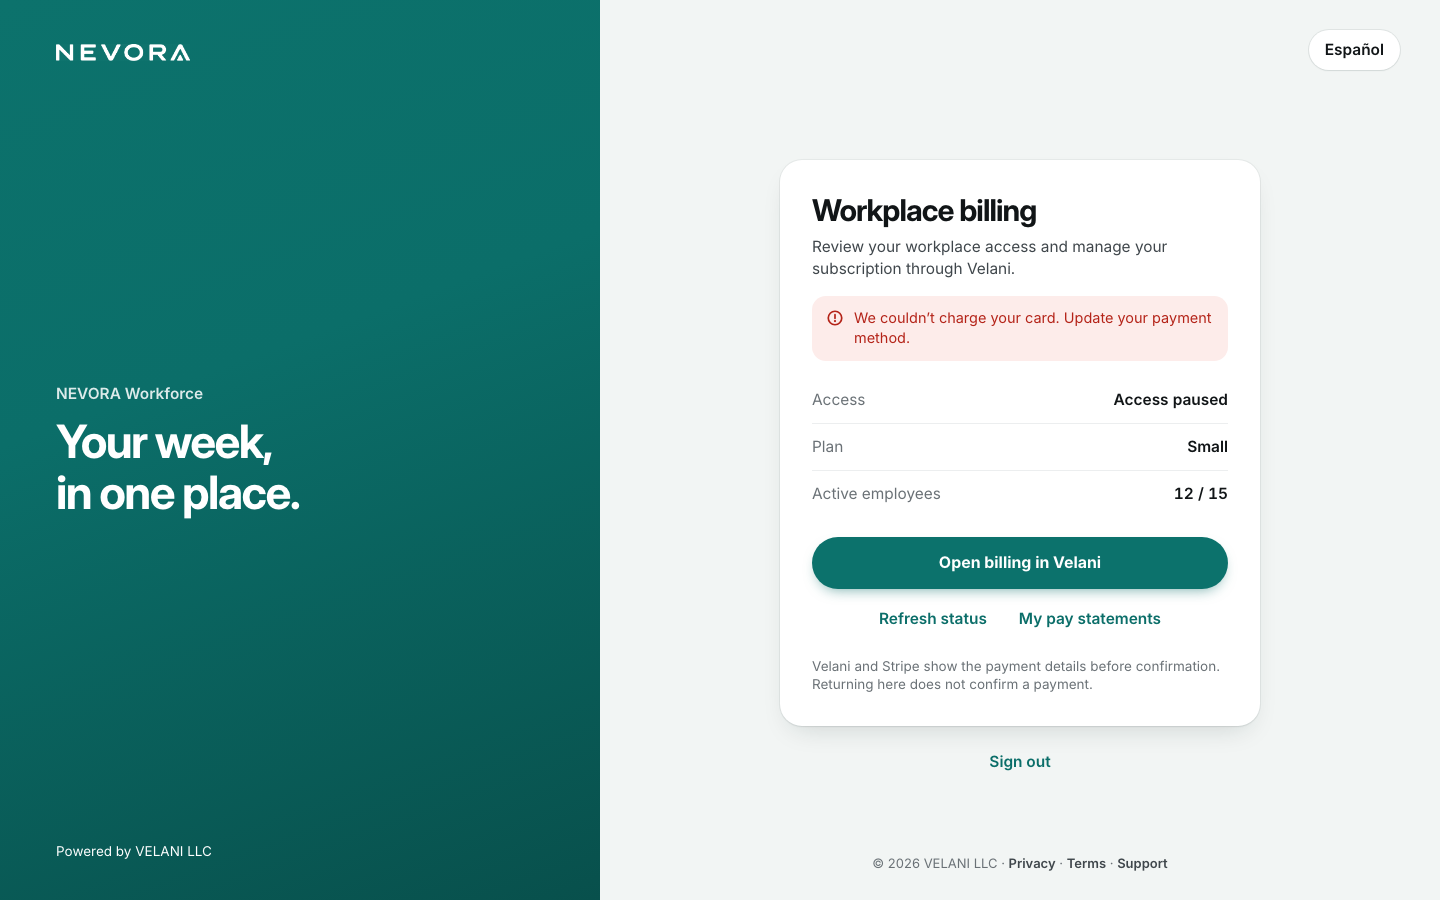 NEVORA
Español
NEVORA Workforce
Your week,
in one place.
Powered by VELANI LLC
Workplace billing
Review your workplace access and manage your
subscription through Velani.
We couldn’t charge your card. Update your payment
method.
Access Access paused
Plan Small
Active employees 12 / 15
Open billing in Velani
Refresh status My pay statements
Velani and Stripe show the payment details before confirmation.
Returning here does not confirm a payment.
Sign out
© 2026 VELANI LLC · Privacy · Terms · Support